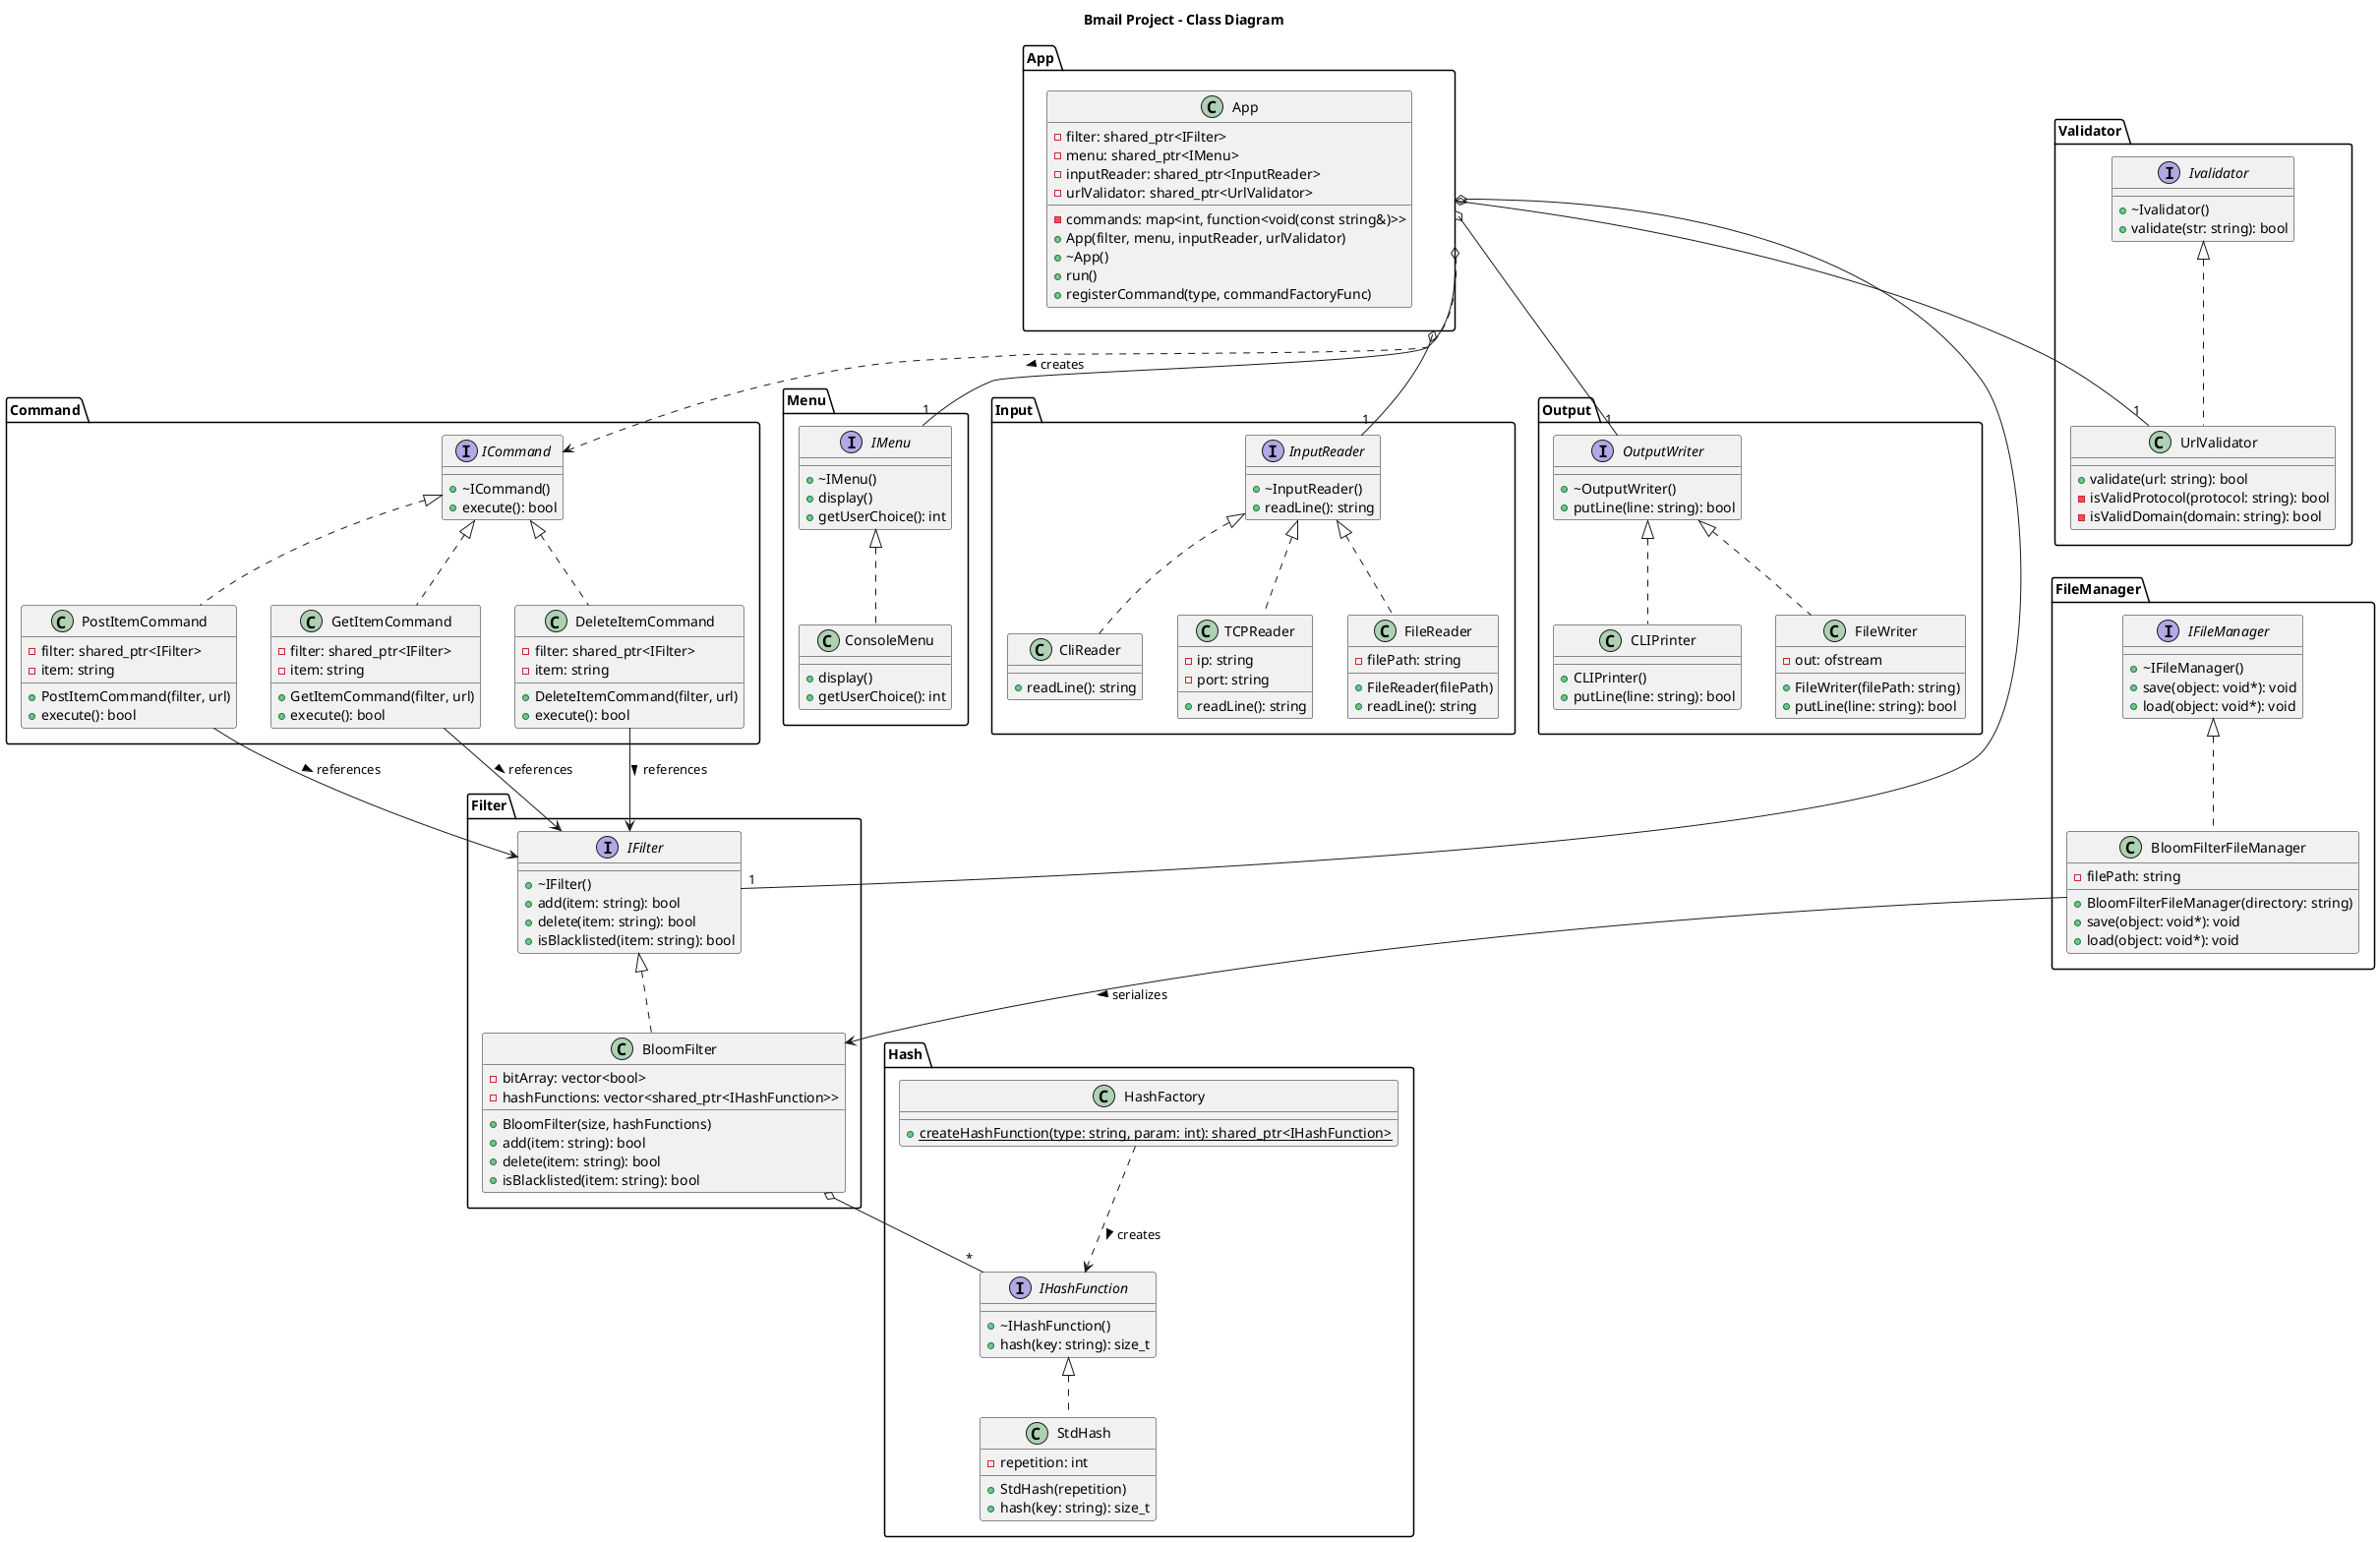 Bmail Project - Class Diagram
App
C App
filter: shared_ptr<IFilter>
menu: shared_ptr<IMenu>
inputReader: shared_ptr<InputReader>
urlValidator: shared_ptr<UrlValidator>
commands: map<int, function<void(const string&)>>
App(filter, menu, inputReader, urlValidator)
~App()
run()
registerCommand(type, commandFactoryFunc)
Validator
I Ivalidator
~Ivalidator()
validate(str: string): bool
1
C UrlValidator
validate(url: string): bool
isValidProtocol(protocol: string): bool
isValidDomain(domain: string): bool
creates
Command
I ICommand
~ICommand()
execute(): bool
C PostItemCommand
filter: shared_ptr<IFilter>
item: string
PostItemCommand(filter, url)
execute(): bool
C GetItemCommand
filter: shared_ptr<IFilter>
item: string
GetItemCommand(filter, url)
execute(): bool
C DeleteItemCommand
filter: shared_ptr<IFilter>
item: string
DeleteItemCommand(filter, url)
execute(): bool
Menu
1
I IMenu
~IMenu()
display()
getUserChoice(): int
C ConsoleMenu
display()
getUserChoice(): int
Input
1
I InputReader
~InputReader()
readLine(): string
C CliReader
readLine(): string
C TCPReader
ip: string
port: string
readLine(): string
C FileReader
filePath: string
FileReader(filePath)
readLine(): string
Output
1
I OutputWriter
~OutputWriter()
putLine(line: string): bool
C CLIPrinter
CLIPrinter()
putLine(line: string): bool
C FileWriter
out: ofstream
FileWriter(filePath: string)
putLine(line: string): bool
FileManager
I IFileManager
~IFileManager()
save(object: void*): void
load(object: void*): void
C BloomFilterFileManager
filePath: string
BloomFilterFileManager(directory: string)
save(object: void*): void
load(object: void*): void
references
references
references
Filter
I IFilter
~IFilter()
add(item: string): bool
delete(item: string): bool
isBlacklisted(item: string): bool
1
serializes
C BloomFilter
bitArray: vector<bool>
hashFunctions: vector<shared_ptr<IHashFunction>>
BloomFilter(size, hashFunctions)
add(item: string): bool
delete(item: string): bool
isBlacklisted(item: string): bool
Hash
C HashFactory
createHashFunction(type: string, param: int): shared_ptr<IHashFunction>
creates
*
I IHashFunction
~IHashFunction()
hash(key: string): size_t
C StdHash
repetition: int
StdHash(repetition)
hash(key: string): size_t